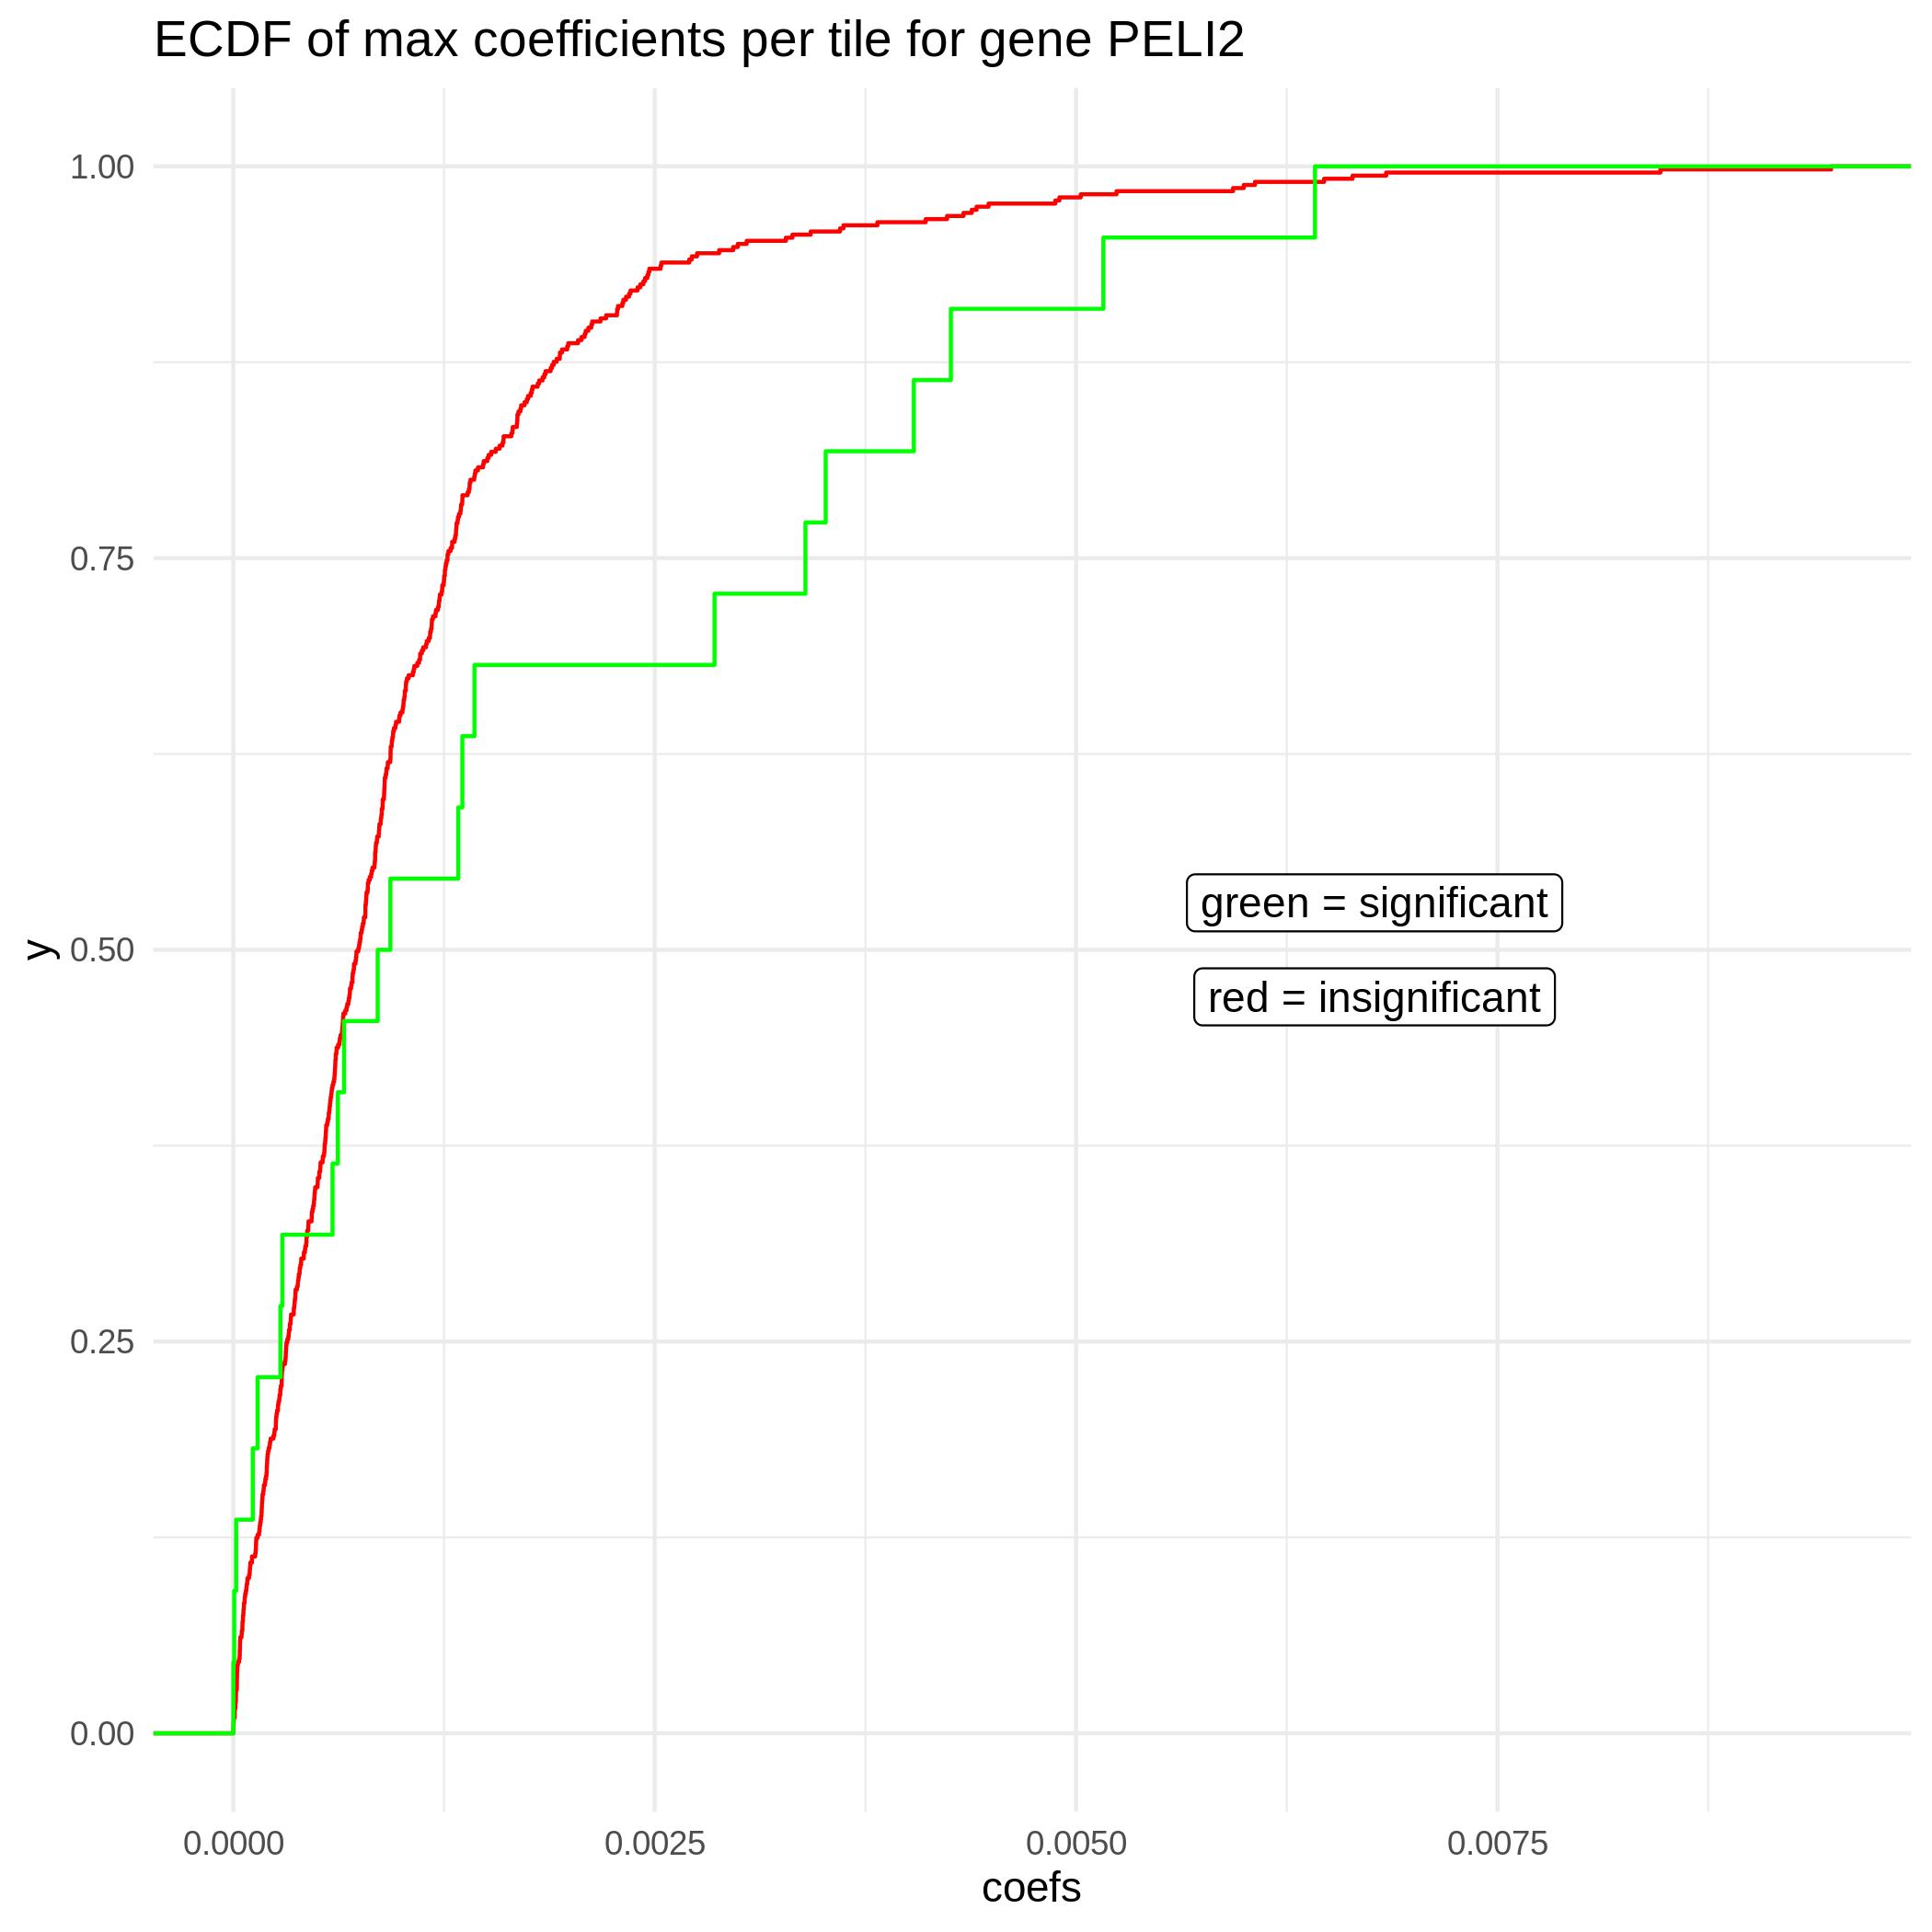 ECDF of max coefficients per tile for gene PELI2
1.00
0.75
0.50
0.25
0.00
y
green = significant
red = insignificant
0.0000
0.0025
0.0050
0.0075
coefs